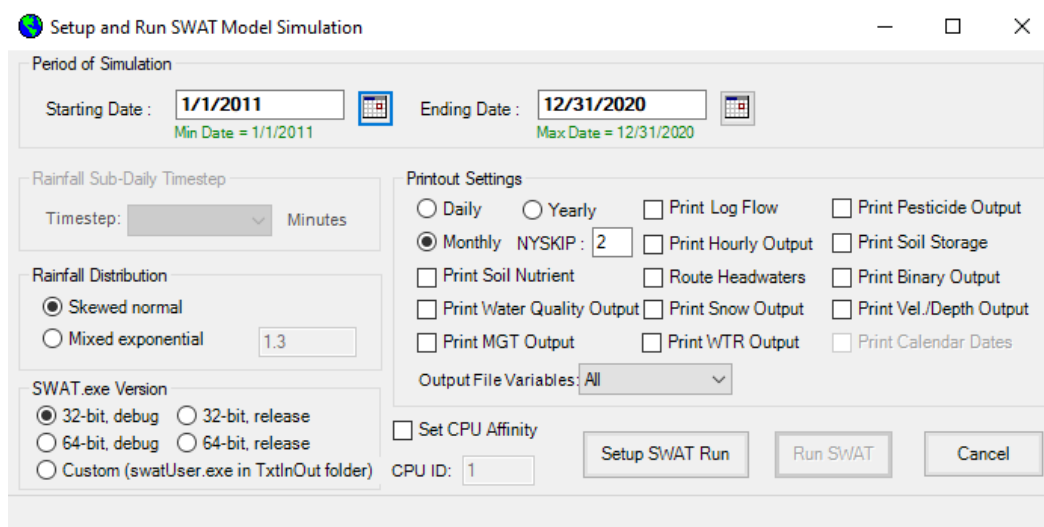 Setup and Run SWAT Model Simulation
Period of Simulation
Starting Date : 1/1/2011 Ending Date : 12/31/2020
Min Date = 1/1/2011 Max Date = 12/31/2020
Rainfall Sub-Daily Timestep
Timestep: Minutes
Rainfall Distribution
Skewed normal
Mixed exponential 1.3
SWAT.exe Version
32-bit, debug 32-bit, release
64-bit, debug 64-bit, release
Custom (swatUser.exe in TxtInOut folder)
Printout Settings
Daily Yearly Print Log Flow Print Pesticide Output
Monthly NYSKIP : 2 Print Hourly Output Print Soil Storage
Print Soil Nutrient Route Headwaters Print Binary Output
Print Water Quality Output Print Snow Output Print Vel./Depth Output
Print MGT Output Print WTR Output Print Calendar Dates
Output File Variables: All
Set CPU Affinity
CPU ID: 1
Setup SWAT Run Run SWAT Cancel